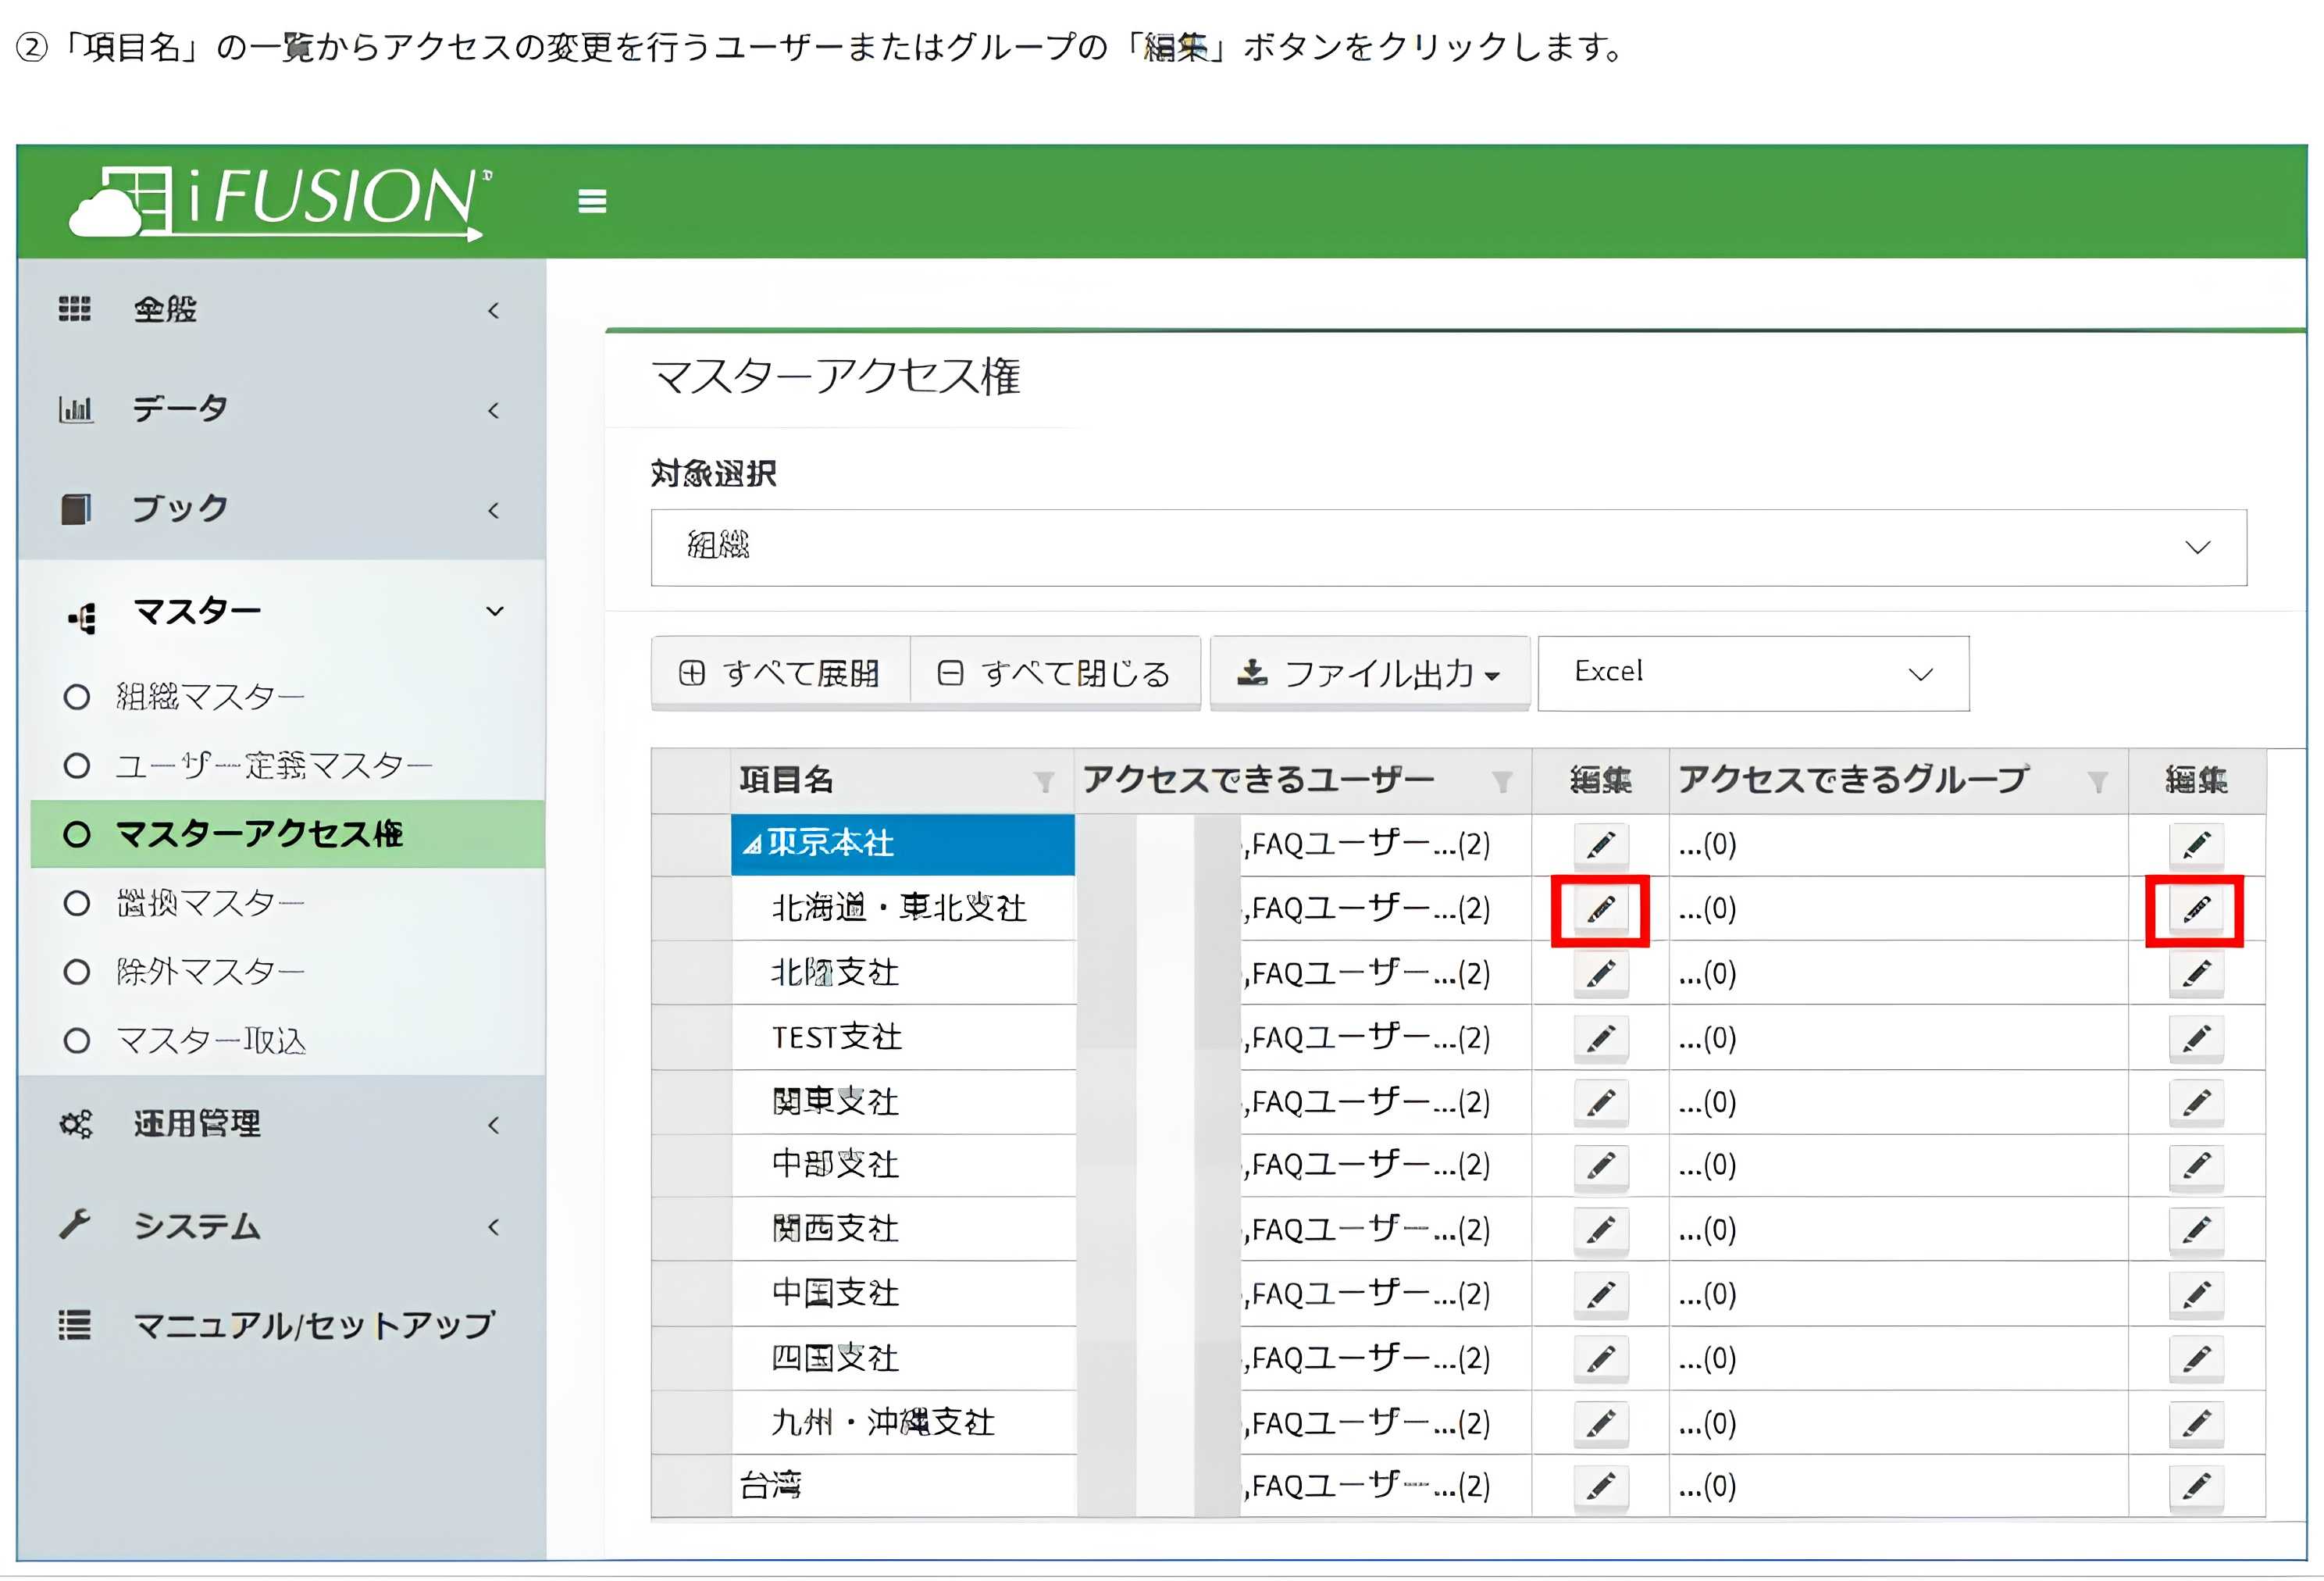 ②「項目名」の一覧からアクセスの変更を行うユーザーまたはグループの「編集」ボタンをクリックします。
iFUSION
全般
データ
ブック
マスター
組織マスター
ユーザー定義マスター
マスターアクセス権
置換マスター
除外マスター
マスター取込
運用管理
システム
マニュアル/セットアップ
マスターアクセス権
対象選択
組織
すべて展開 すべて閉じる ファイル出力 Excel
項目名 アクセスできるユーザー 編集 アクセスできるグループ 編集
東京本社 ,FAQユーザー...(2) ...(0)
北海道・東北支社 ,FAQユーザー...(2) ...(0)
北陸支社 ,FAQユーザー...(2) ...(0)
TEST支社 ,FAQユーザー...(2) ...(0)
関東支社 ,FAQユーザー...(2) ...(0)
中部支社 ,FAQユーザー...(2) ...(0)
関西支社 ,FAQユーザー...(2) ...(0)
中国支社 ,FAQユーザー...(2) ...(0)
四国支社 ,FAQユーザー...(2) ...(0)
九州・沖縄支社 ,FAQユーザー...(2) ...(0)
台湾 ,FAQユーザー...(2) ...(0)